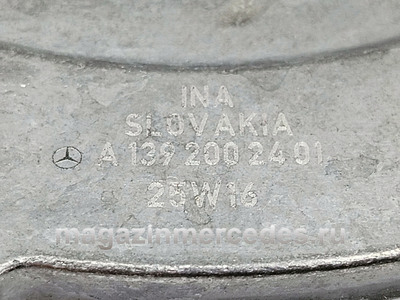 INA
SLOVAKIA
A 139 200 24 01
25W16
magazinmercedes.ru